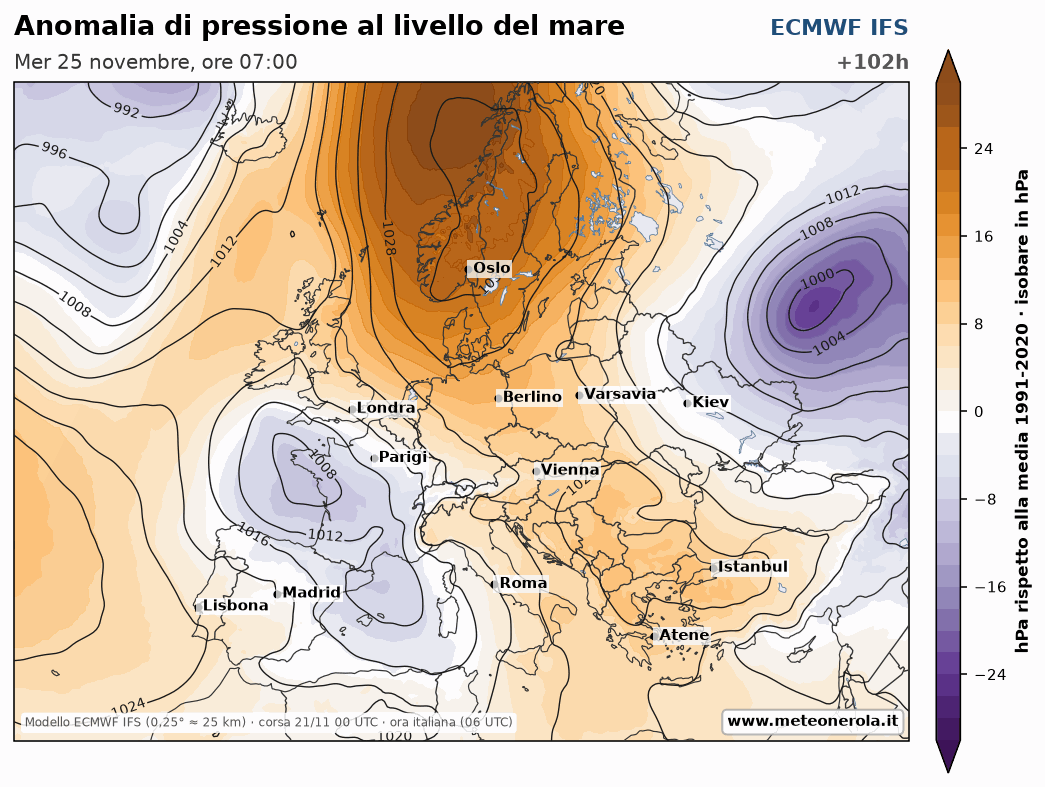 Anomalia di pressione al livello del mare
ECMWF IFS
Mer 25 novembre, ore 07:00
+102h
992
996
1004
1012
1008
1028
1012
1008
1000
1004
Oslo
Berlino
Varsavia
Kiev
Londra
Parigi
Vienna
1008
1016
1012
Istanbul
Roma
Madrid
Lisbona
Atene
1024
1020
Modello ECMWF IFS (0,25° ≈ 25 km) · corsa 21/11 00 UTC · ora italiana (06 UTC)
www.meteonerola.it
24
16
8
0
−8
−16
−24
hPa rispetto alla media 1991-2020 · isobare in hPa